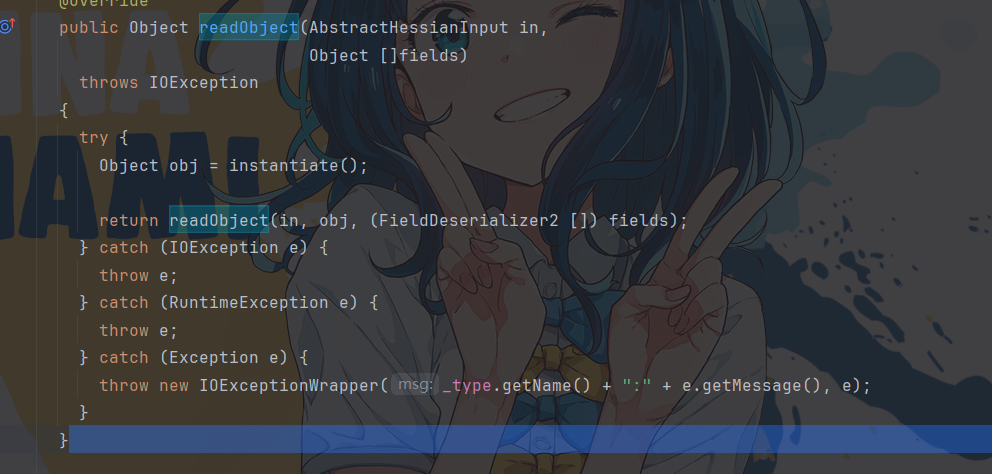 @Override
public Object readObject(AbstractHessianInput in,
Object []fields)
throws IOException
{
try {
Object obj = instantiate();
return readObject(in, obj, (FieldDeserializer2 []) fields);
} catch (IOException e) {
throw e;
} catch (RuntimeException e) {
throw e;
} catch (Exception e) {
throw new IOExceptionWrapper( msg: _type.getName() + ":" + e.getMessage(), e);
}
}